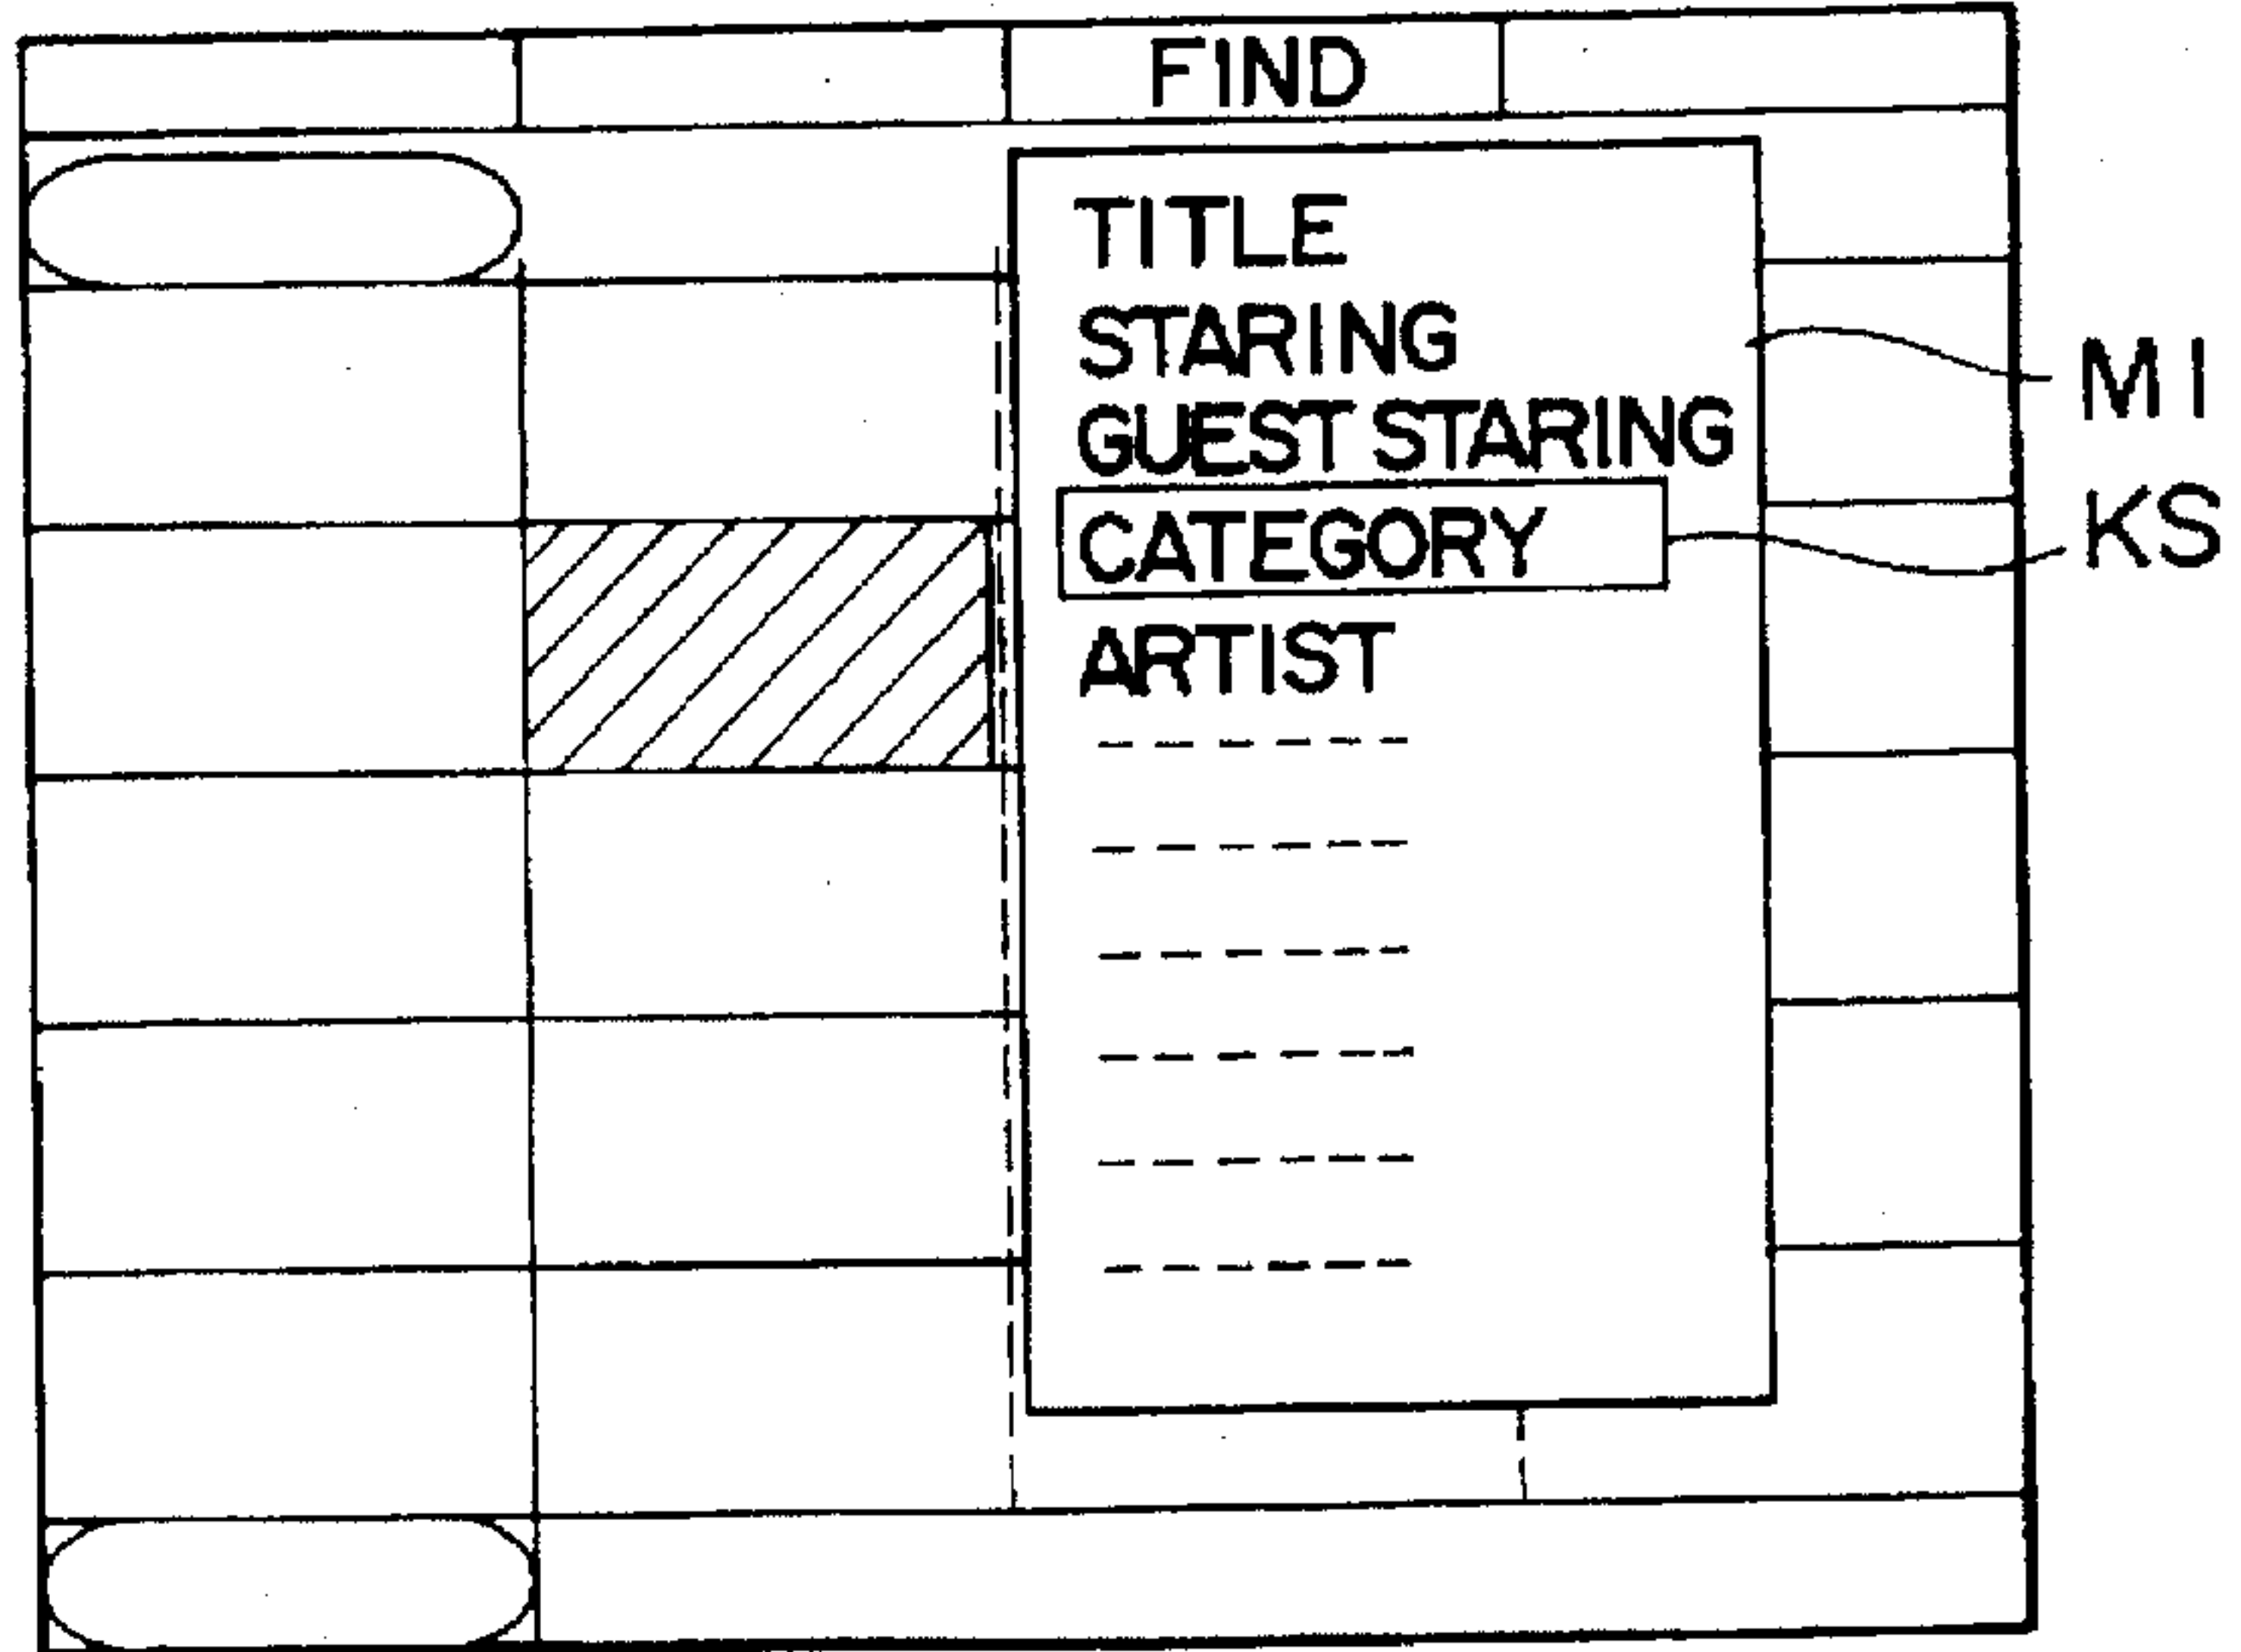 FIND
TITLE
STARING
GUEST STARING
CATEGORY
ARTIST
MI
KS